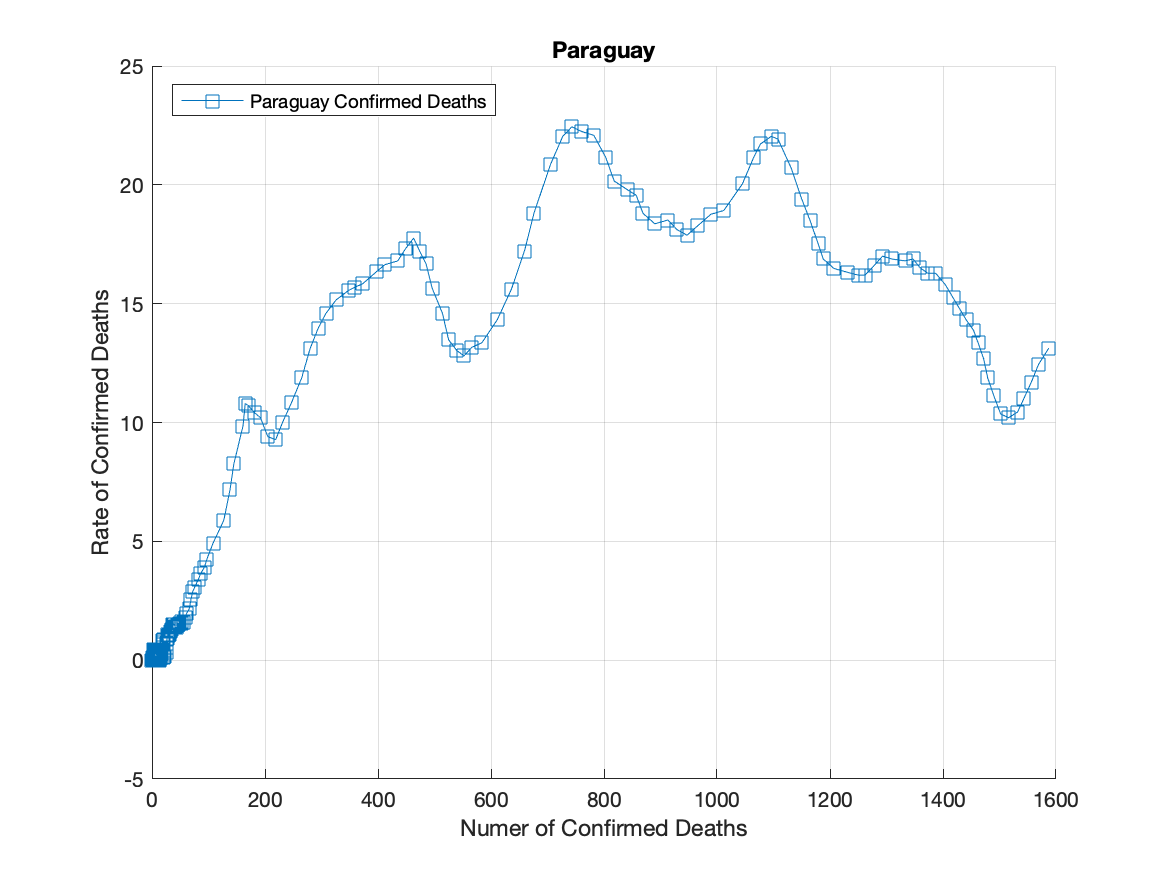 Paraguay
25
Paraguay Confirmed Deaths
20
15
10
5
0
-5
Rate of Confirmed Deaths
0 200 400 600 800 1000 1200 1400 1600
Numer of Confirmed Deaths